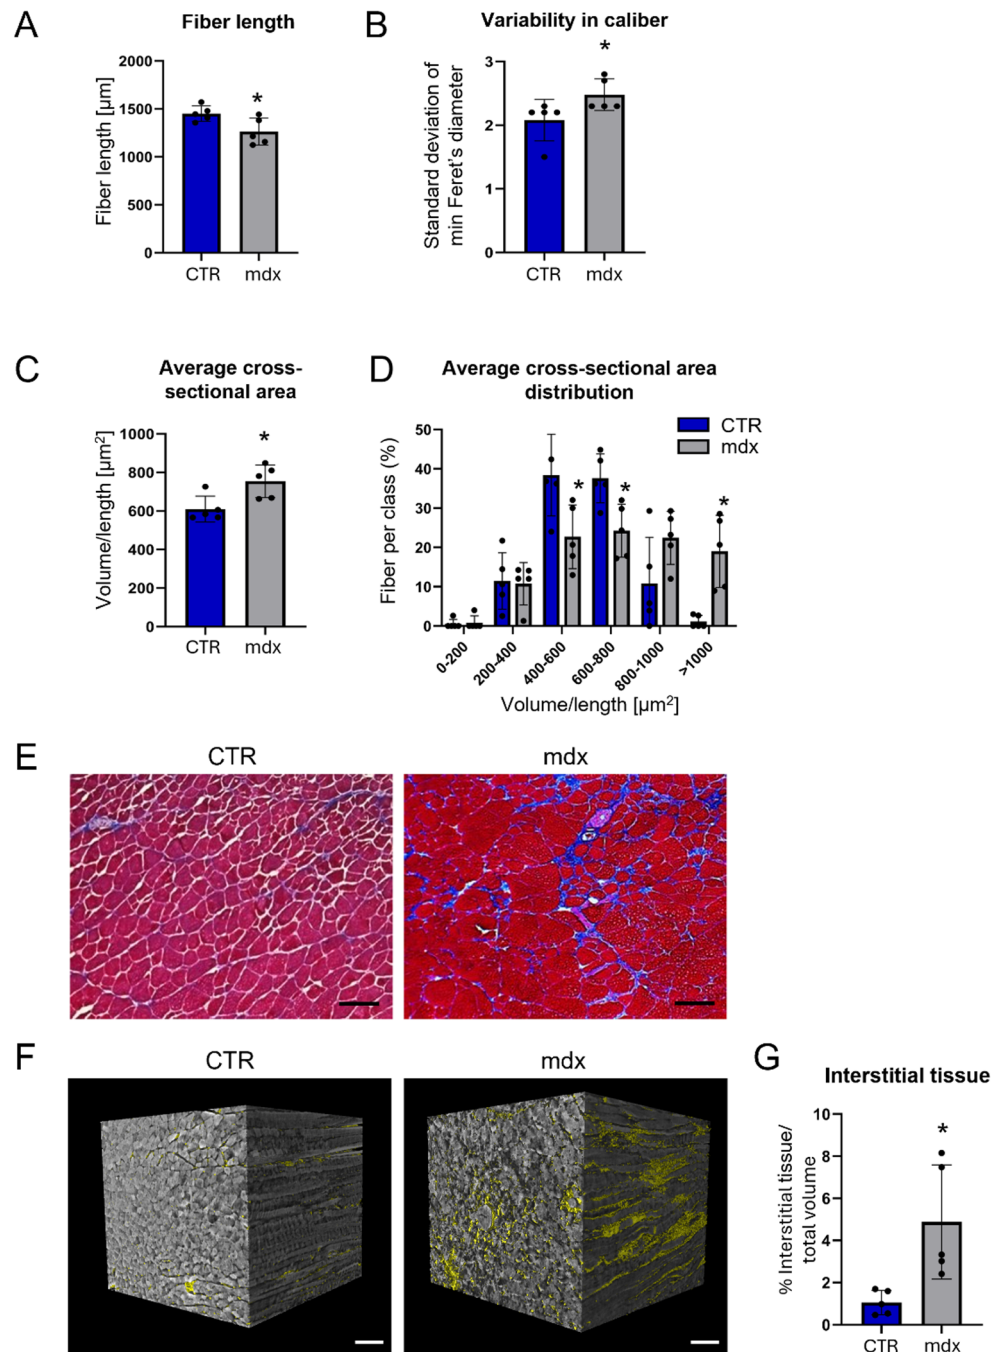 A
Fiber length
Fiber length [µm]
2000
1500
1000
500
0
*
CTR
mdx
B
Variability in caliber
Standard deviation of
min Feret's diameter
3
2
1
0
*
CTR
mdx
C
Average cross-
sectional area
Volume/length [µm²]
1000
800
600
400
200
0
*
CTR
mdx
D
Average cross-sectional area
distribution
CTR
mdx
Fiber per class (%)
50
40
30
20
10
0
*
*
*
0-200
200-400
400-600
600-800
800-1000
>1000
Volume/length [µm²]
E
CTR
mdx
F
CTR
mdx
G
Interstitial tissue
% Interstitial tissue/
total volume
10
8
6
4
2
0
*
CTR
mdx